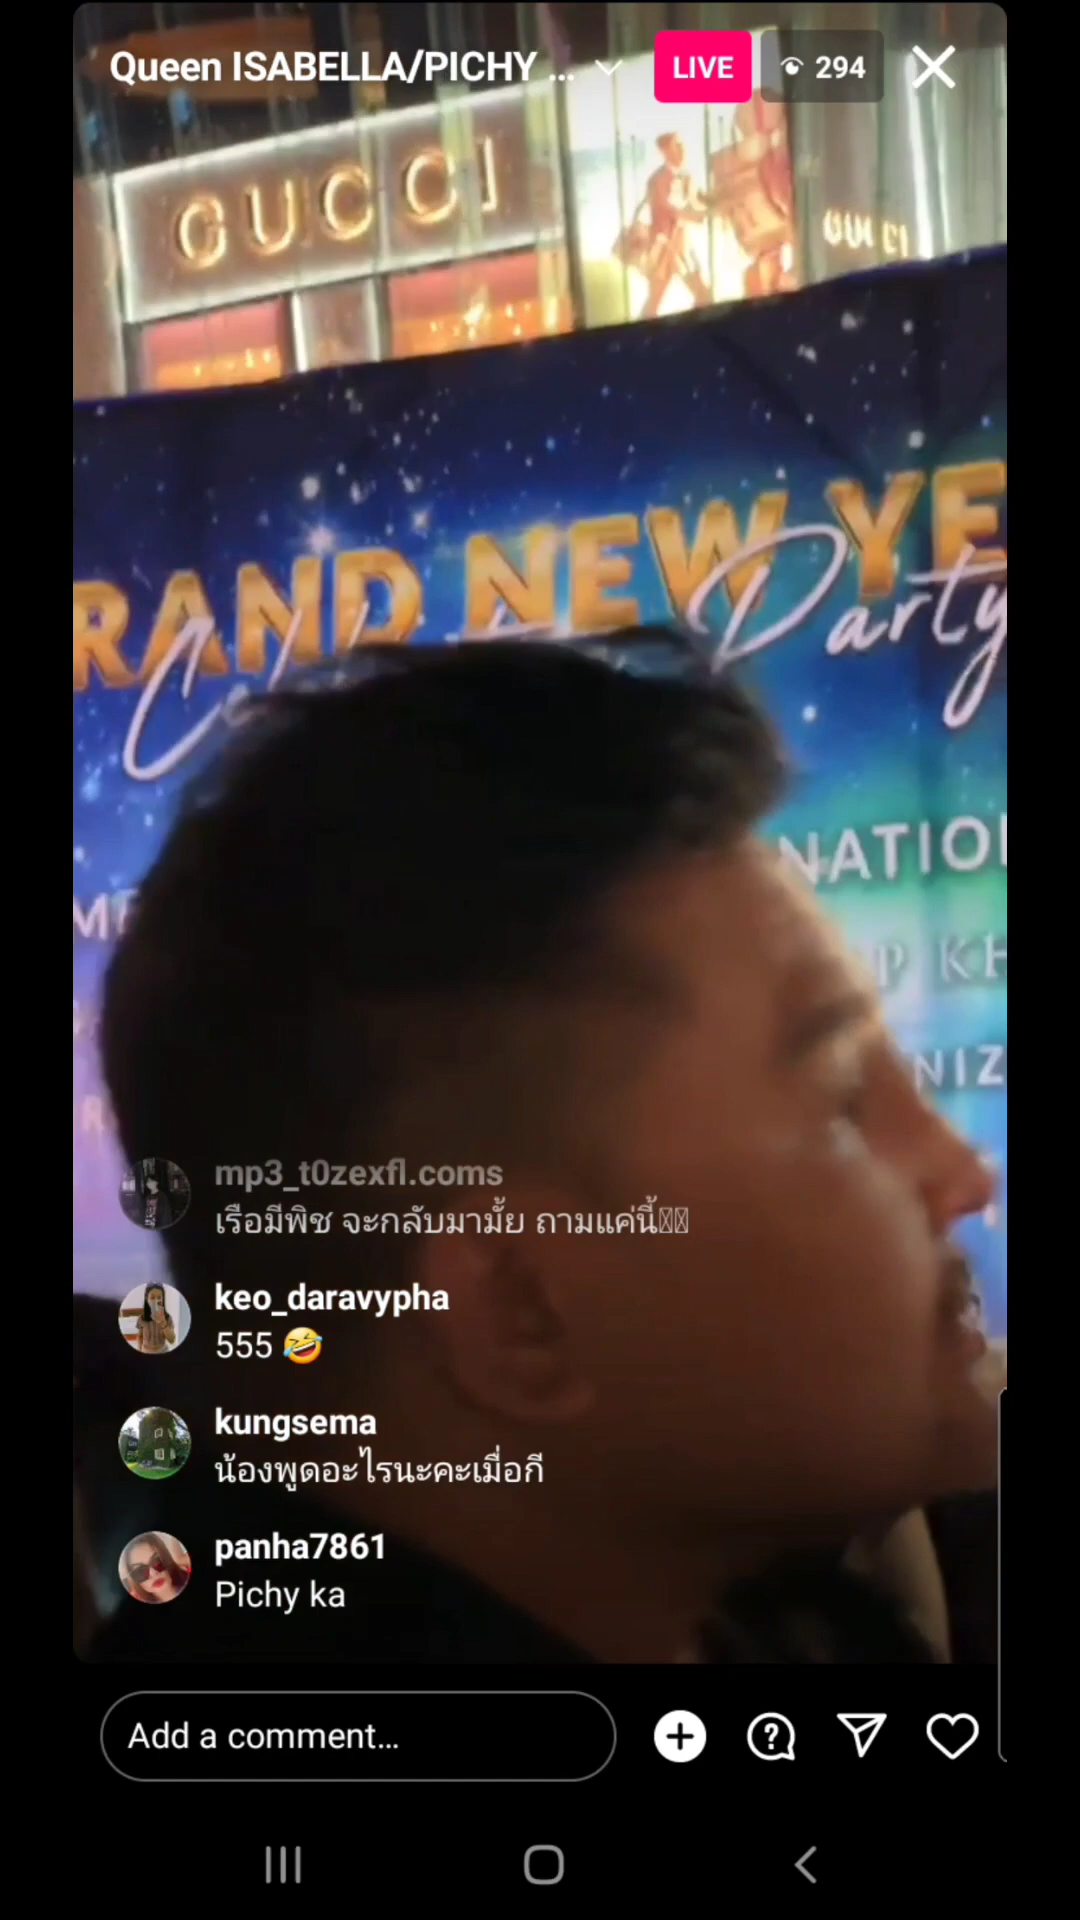 Queen ISABELLA/PICHY ...
LIVE
294
GUCCI
GUCCI
RAND NEW YE
Party
NATIO
P KH
NIZ
mp3_t0zexfl.coms
เรือมีพิช จะกลับมามั้ย ถามแค่นี้
keo_daravypha
555 🤣
kungsema
น้องพูดอะไรนะคะเมื่อกี
panha7861
Pichy ka
Add a comment...